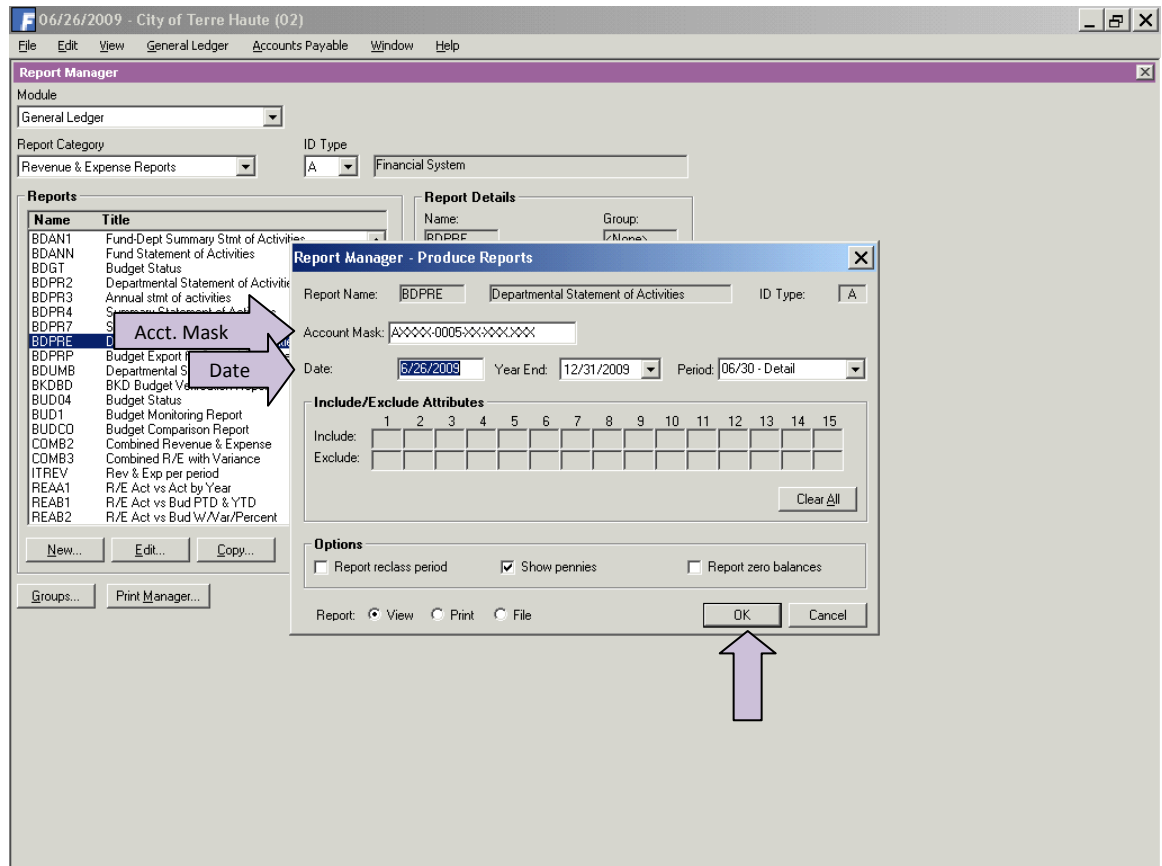 F 06/26/2009 - City of Terre Haute (02)
File Edit View General Ledger Accounts Payable Window Help
Report Manager
Module
General Ledger
Report Category ID Type
Revenue & Expense Reports A Financial System
Reports Report Details
Name Title Name: Group:
BDAN1 Fund-Dept Summary Stmt of Activities BDPRE <None>
BDANN Fund Statement of Activities
BDGT Budget Status
BDPR2 Departmental Statement of Activitie
BDPR3 Annual stmt of activities
BDPR4 Summary Statement of Activities
BDPR7 S
BDPRE D
BDPRP Budget Export f
BDUMB Departmental S
BKDBD BKD Budget Verification Report
BUD04 Budget Status
BUD1 Budget Monitoring Report
BUDCO Budget Comparison Report
COMB2 Combined Revenue & Expense
COMB3 Combined R/E with Variance
ITREV Rev & Exp per period
REAA1 R/E Act vs Act by Year
REAB1 R/E Act vs Bud PTD & YTD
REAB2 R/E Act vs Bud W/Var/Percent
New... Edit... Copy...
Groups... Print Manager...
Acct. Mask
Date
Report Manager - Produce Reports
Report Name: BDPRE Departmental Statement of Activities ID Type: A
Account Mask: AXXXX-0005-XX-XXX.XXX
Date: 6/26/2009 Year End: 12/31/2009 Period: 06/30 - Detail
Include/Exclude Attributes
1 2 3 4 5 6 7 8 9 10 11 12 13 14 15
Include:
Exclude:
Clear All
Options
Report reclass period Show pennies Report zero balances
Report: View Print File OK Cancel